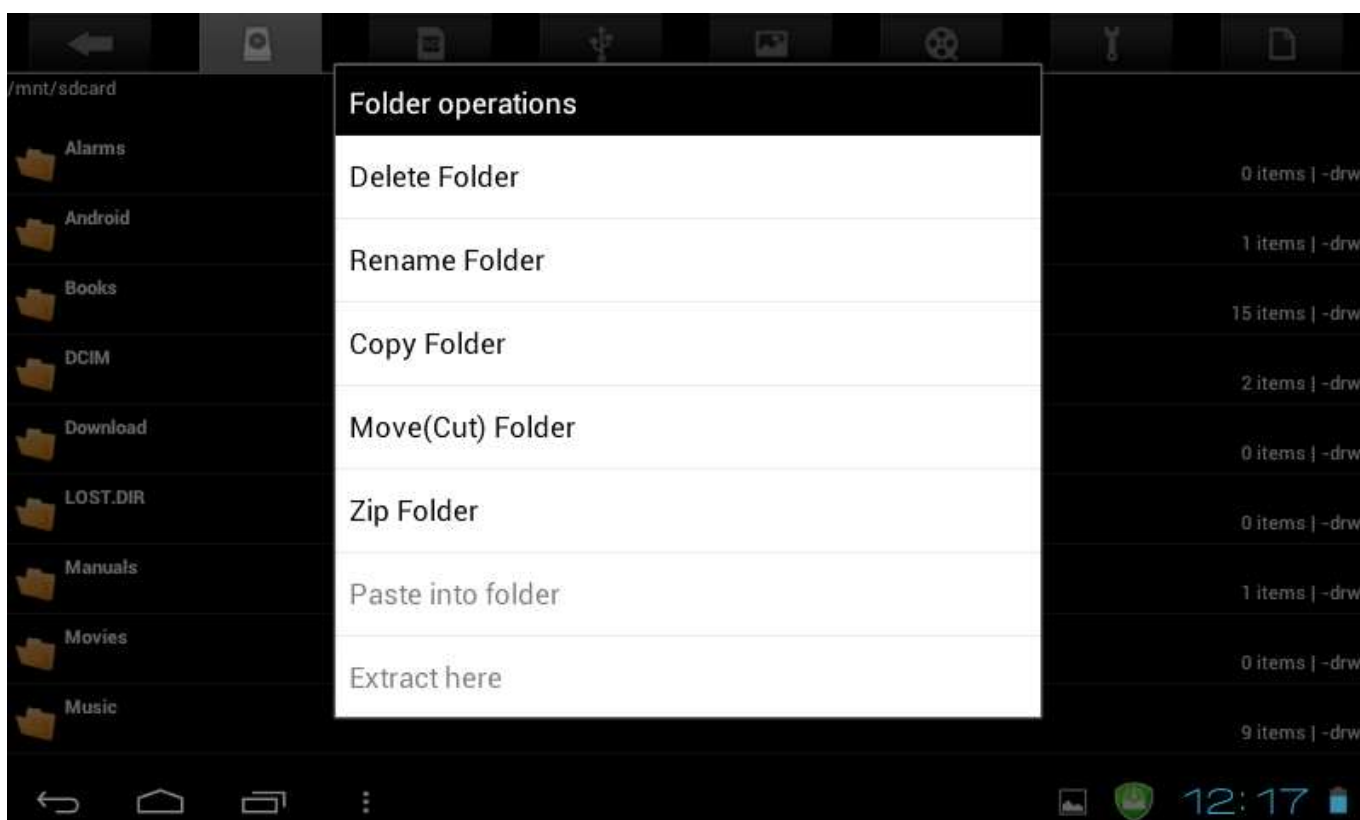 /mnt/sdcard
Folder operations
Alarms
0 items | -drw
Delete Folder
Android
1 items | -drw
Rename Folder
Books
15 items | -drw
Copy Folder
DCIM
2 items | -drw
Download
0 items | -drw
Move(Cut) Folder
LOST.DIR
0 items | -drw
Zip Folder
Manuals
1 items | -drw
Paste into folder
Movies
0 items | -drw
Extract here
Music
9 items | -drw
12:17